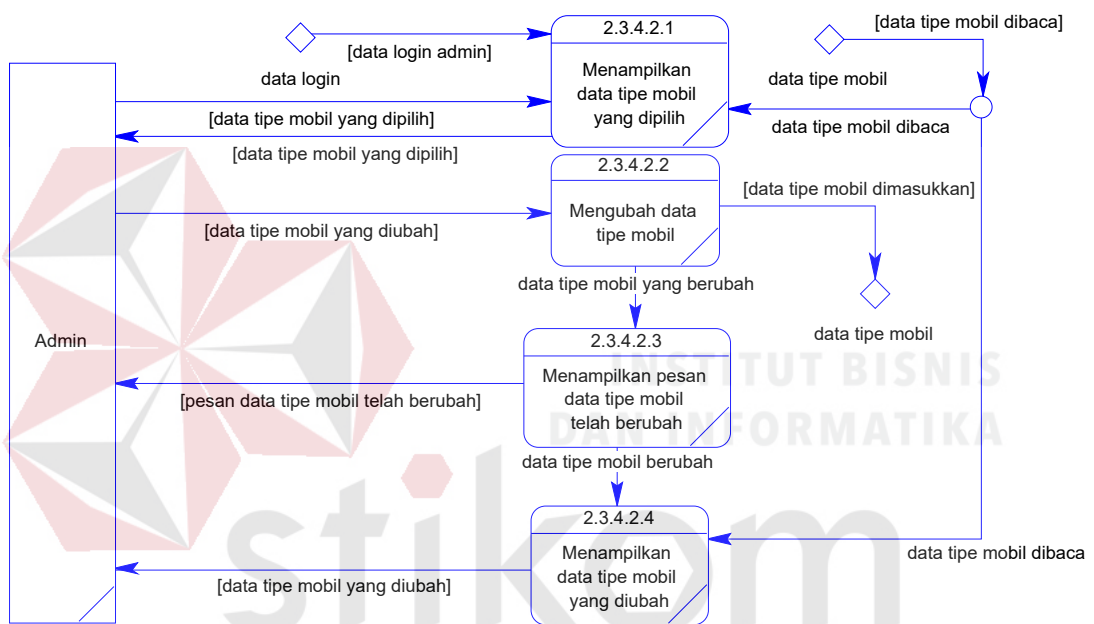 [data tipe mobil dibaca]
2.3.4.2.1
[data login admin]
Menampilkan
data tipe mobil
yang dipilih
data login
data tipe mobil
[data tipe mobil yang dipilih]
data tipe mobil dibaca
[data tipe mobil yang dipilih]
2.3.4.2.2
[data tipe mobil dimasukkan]
Mengubah data
tipe mobil
[data tipe mobil yang diubah]
data tipe mobil yang berubah
data tipe mobil
Admin
2.3.4.2.3
INSTITUT BISNIS
DAN INFORMATIKA
Menampilkan pesan
data tipe mobil
telah berubah
[pesan data tipe mobil telah berubah]
data tipe mobil berubah
stikom
2.3.4.2.4
Menampilkan
data tipe mobil
yang diubah
data tipe mobil dibaca
[data tipe mobil yang diubah]